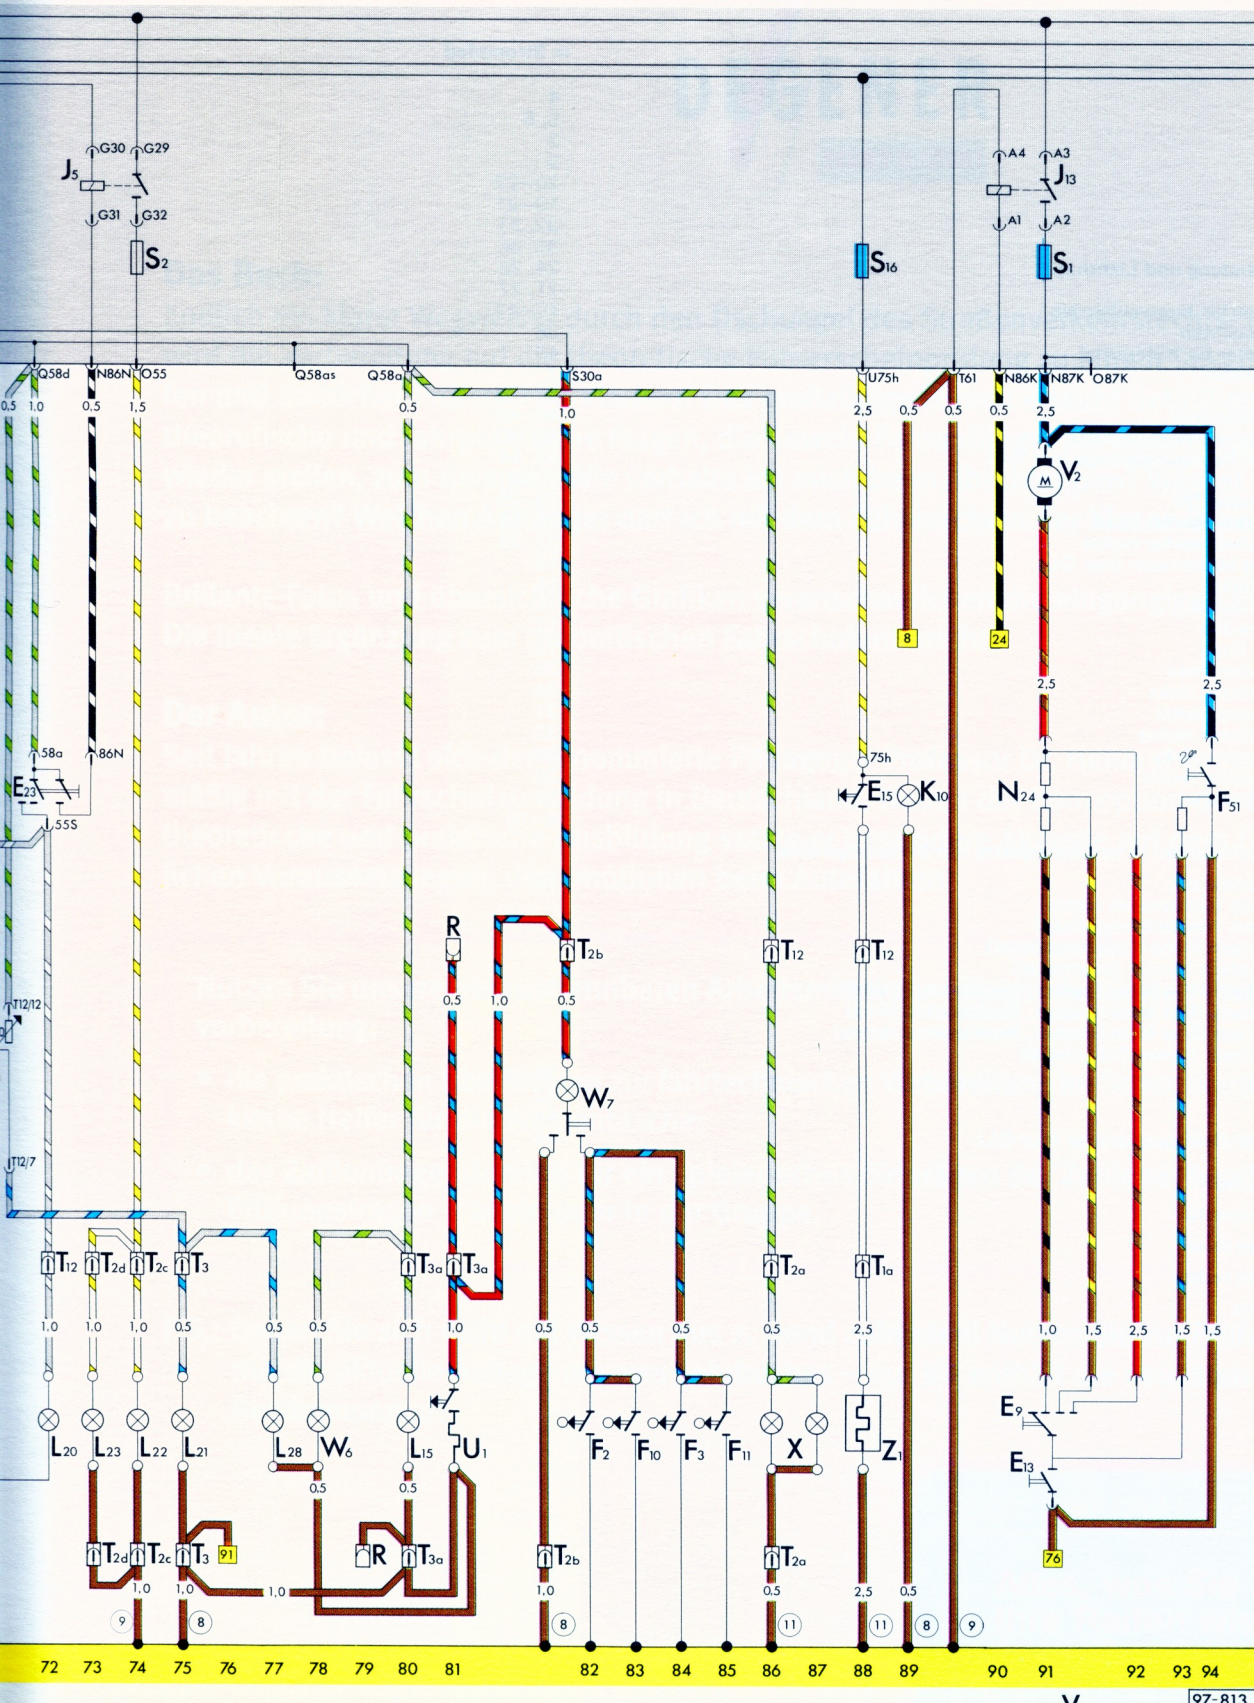 G30 G29 A4 A3
J5 J13
G31 G32 A1 A2
S2 S16 S1
Q58d N86N O55 Q58as Q58a S30a U75h T61 N86K N87K O87K
0,5 1,0 0,5 1,5 0,5 1,0 2,5 0,5 0,5 0,5 2,5
M V2
8 24
2,5 2,5
58a 86N 75h
E23 E15 K10 N24 F51
55S
R
T2b T12 T12
T12/12 0,5 1,0 0,5
W7
T12/7
T12 T2d T2c T3 T3a T3a T2a T1a
1,0 1,0 1,0 0,5 0,5 0,5 0,5 1,0 0,5 0,5 0,5 0,5 2,5 1,0 1,5 2,5 1,5 1,5
E9
L20 L23 L22 L21 L28 W6 L15 U1 F2 F10 F3 F11 X Z1
E13
0,5 0,5
T2d T2c T3 91 R T3a T2b T2a 76
1,0 1,0 1,0 1,0 0,5 2,5 0,5
9 8 8 11 11 8 9
72 73 74 75 76 77 78 79 80 81 82 83 84 85 86 87 88 89 90 91 92 93 94
97-812